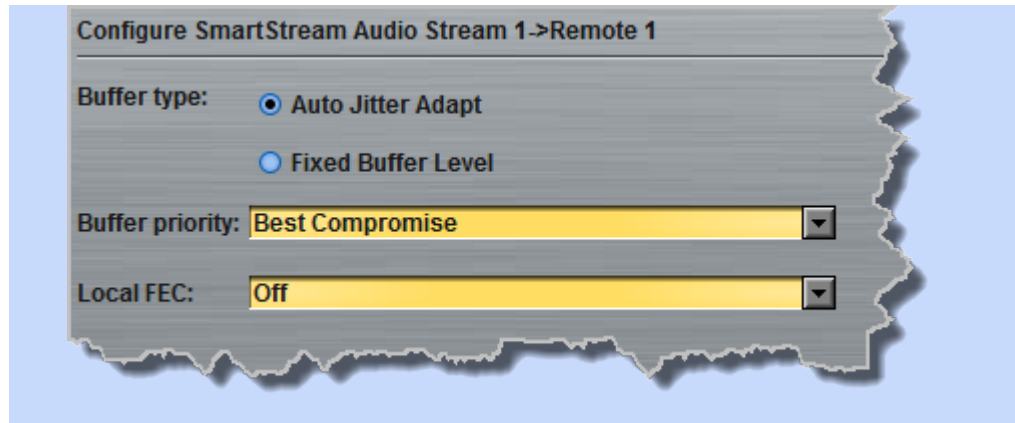 Configure SmartStream Audio Stream 1->Remote 1
Buffer type:
Auto Jitter Adapt
Fixed Buffer Level
Buffer priority: Best Compromise
Local FEC: Off